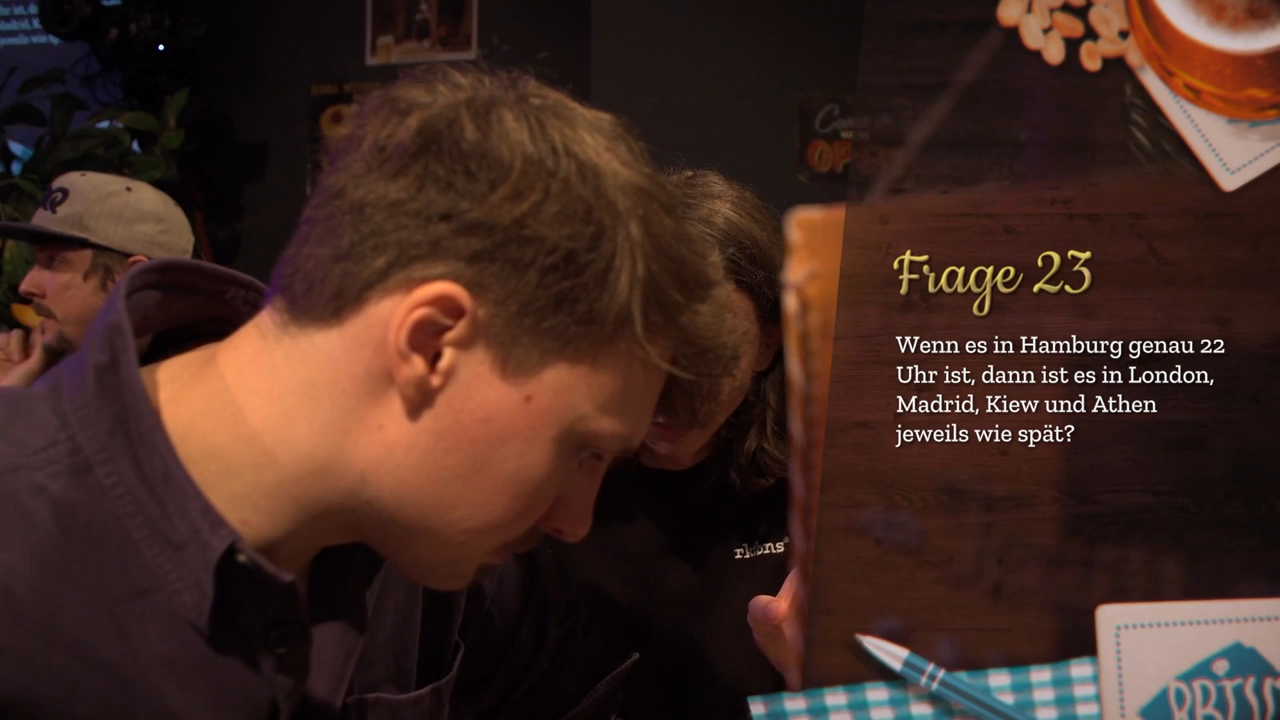 Frage 23
Wenn es in Hamburg genau 22
Uhr ist, dann ist es in London,
Madrid, Kiew und Athen
jeweils wie spät?